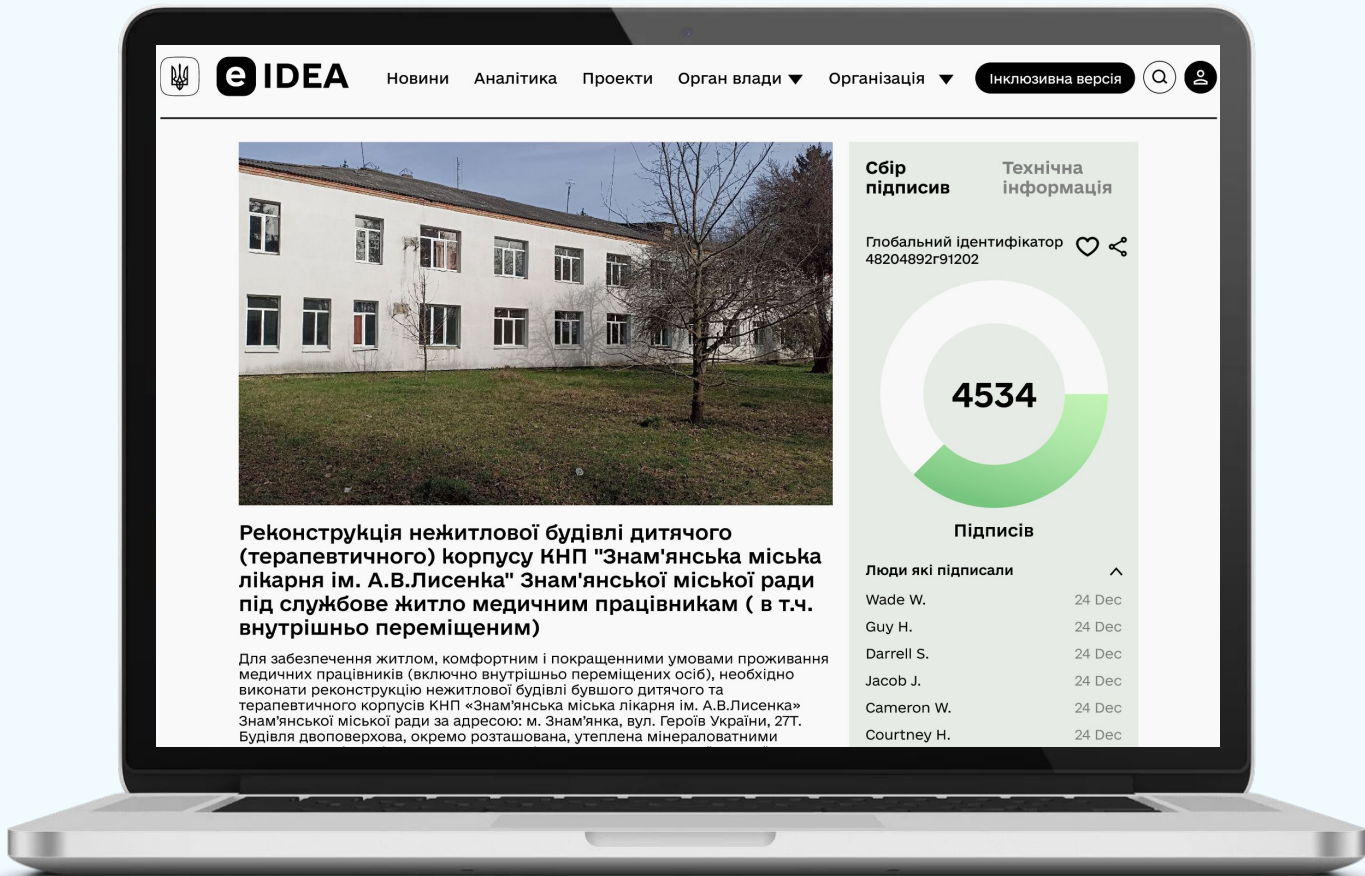 e IDEA
Новини Аналітика Проекти Орган влади Організація Інклюзивна версія
Реконструкція нежитлової будівлі дитячого
(терапевтичного) корпусу КНП "Знам'янська міська
лікарня ім. А.В.Лисенка" Знам'янської міської ради
під службове житло медичним працівникам ( в т.ч.
внутрішньо переміщеним)
Для забезпечення житлом, комфортним і покращенними умовами проживання
медичних працівників (включно внутрішньо переміщених осіб), необхідно
виконати реконструкцію нежитлової будівлі бувшого дитячого та
терапевтичного корпусів КНП «Знам'янська міська лікарня ім. А.В.Лисенка»
Знам'янської міської ради за адресою: м. Знам'янка, вул. Героїв України, 27Т.
Будівля двоповерхова, окремо розташована, утеплена мінераловатними
Сбір
підписив
Технічна
інформація
Глобальний ідентифікатор
48204892г91202
4534
Підписів
Люди які підписали
Wade W. 24 Dec
Guy H. 24 Dec
Darrell S. 24 Dec
Jacob J. 24 Dec
Cameron W. 24 Dec
Courtney H. 24 Dec